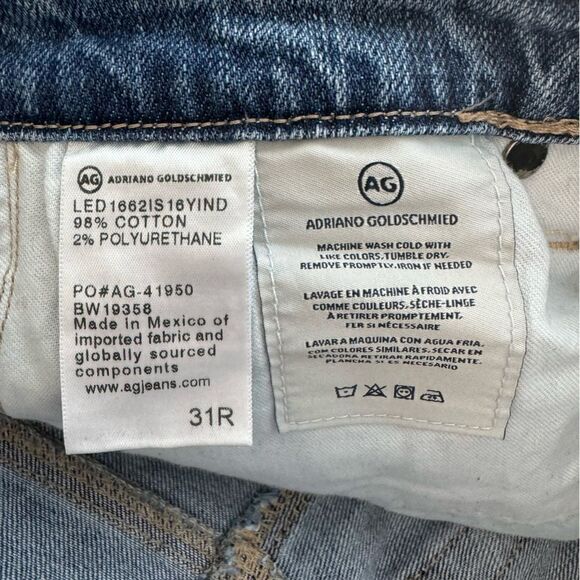 AG ADRIANO GOLDSCHMIED
LED1662IS16YIND
98% COTTON
2% POLYURETHANE
PO#AG-41950
BW19358
Made in Mexico of
imported fabric and
globally sourced
components
www.agjeans.com
31R
AG
ADRIANO GOLDSCHMIED
MACHINE WASH COLD WITH
LIKE COLORS. TUMBLE DRY.
REMOVE PROMPTLY. IRON IF NEEDED
LAVAGE EN MACHINE À FROID AVEC
COMME COULEURS. SÈCHE-LINGE
À RETIRER PROMPTEMENT.
FER SI NÉCESSAIRE
LAVAR A MAQUINA CON AGUA FRIA.
CON COLORES SIMILARES. SECAR EN
SECADORA RETIRAR RAPIDAMENTE.
PLANCHA SI ES NECESARIO